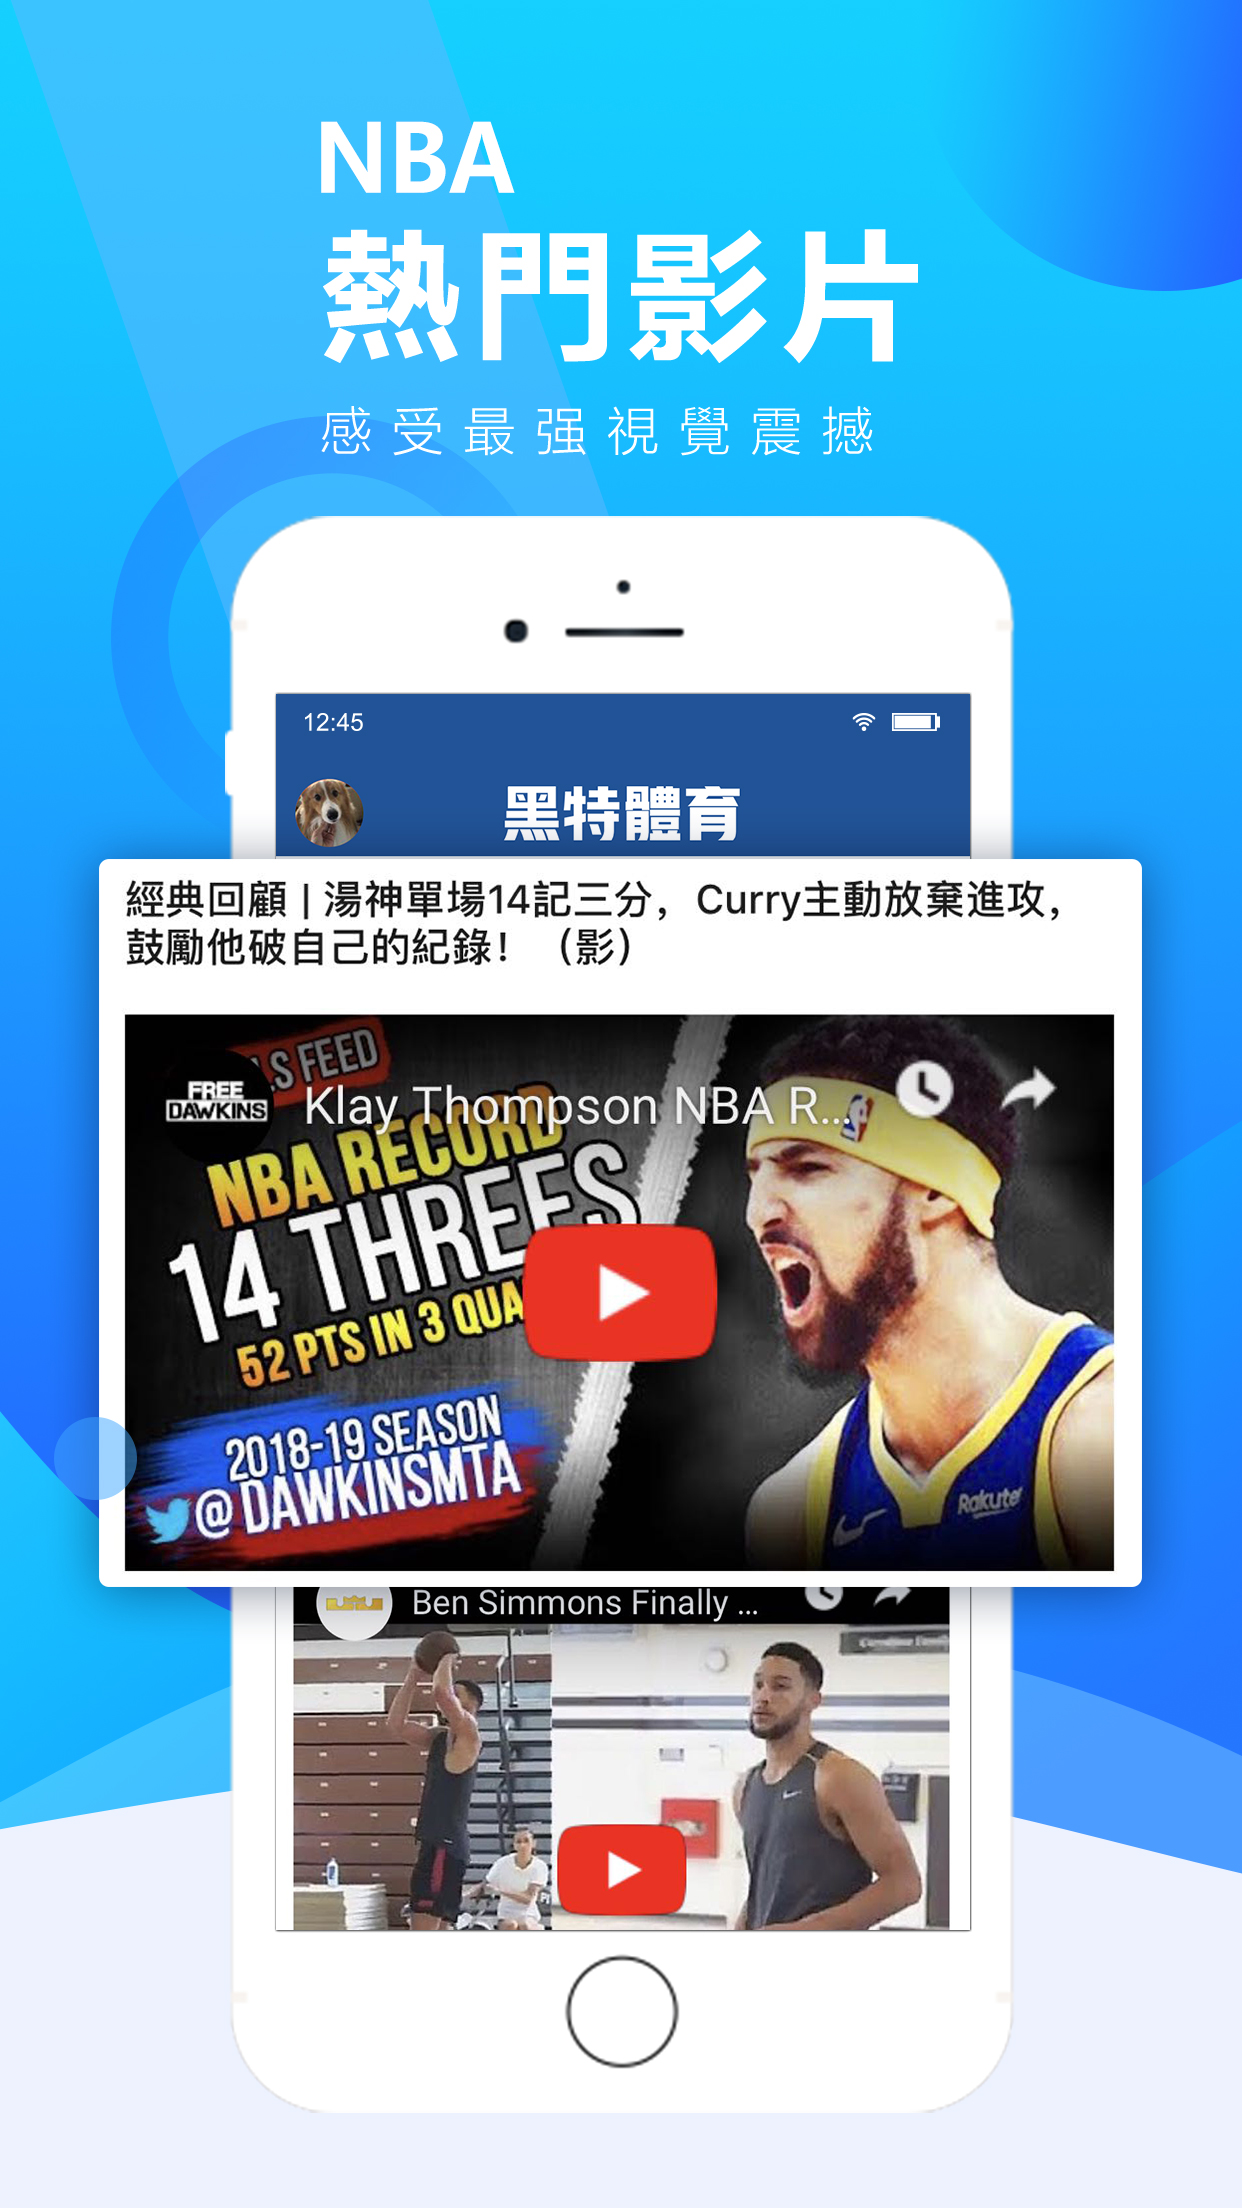 NBA
熱門影片
感受最强視覺震撼
12:45
黑特體育
經典回顧 | 湯神單場14記三分，Curry主動放棄進攻，
鼓勵他破自己的紀錄！（影）
LS FEED
FREE
DAWKINS
Klay Thompson NBA R...
NBA RECORD
14 THREES
52 PTS IN 3 QUA
2018-19 SEASON
@DAWKINSMTA
Rakuten
Ben Simmons Finally ...